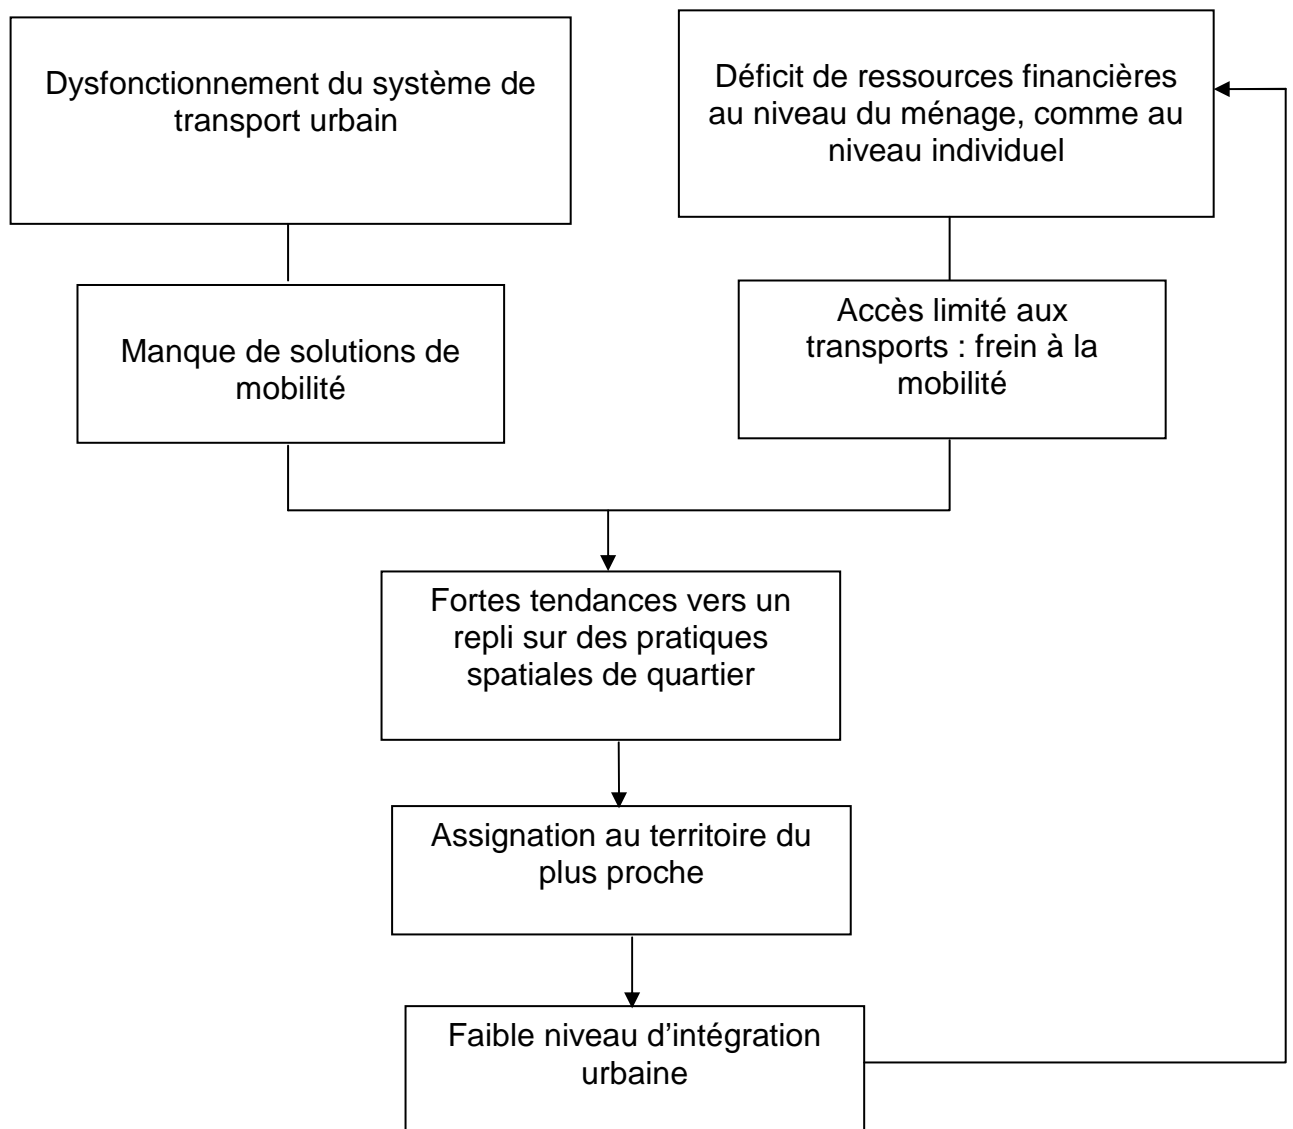 Dysfonctionnement du système de
transport urbain
Déficit de ressources financières
au niveau du ménage, comme au
niveau individuel
Manque de solutions de
mobilité
Accès limité aux
transports : frein à la
mobilité
Fortes tendances vers un
repli sur des pratiques
spatiales de quartier
Assignation au territoire du
plus proche
Faible niveau d’intégration
urbaine